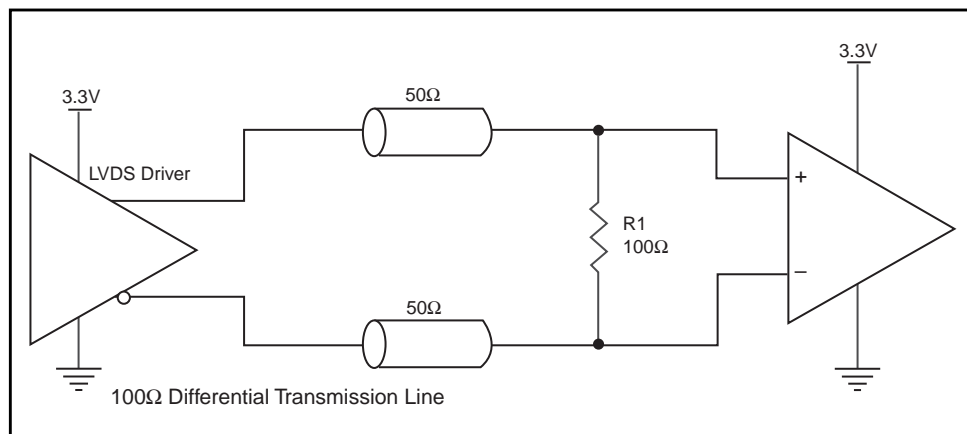 3.3V
50Ω
3.3V
LVDS Driver
+
R1
100Ω
–
50Ω
100Ω Differential Transmission Line